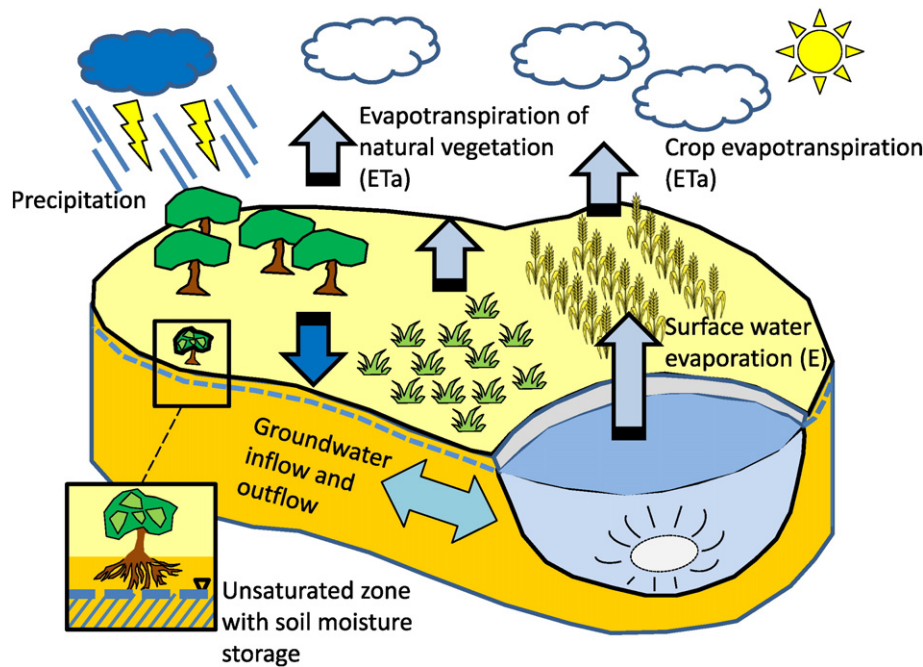 Evapotranspiration of
natural vegetation
(ETa)
Crop evapotranspiration
(ETa)
Precipitation
Surface water
evaporation (E)
Groundwater
inflow and
outflow
Unsaturated zone
with soil moisture
storage